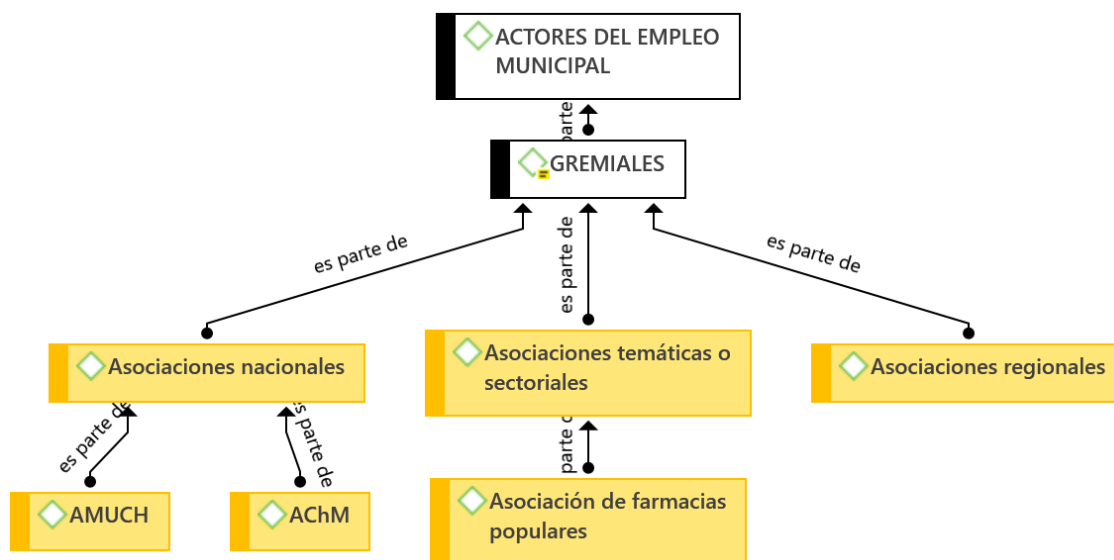 ACTORES DEL EMPLEO
MUNICIPAL
parte
GREMIALES
es parte de
es parte de
es parte de
Asociaciones nacionales
Asociaciones temáticas o
sectoriales
Asociaciones regionales
es parte de
es parte de
parte
AMUCH
AChM
Asociación de farmacias
populares